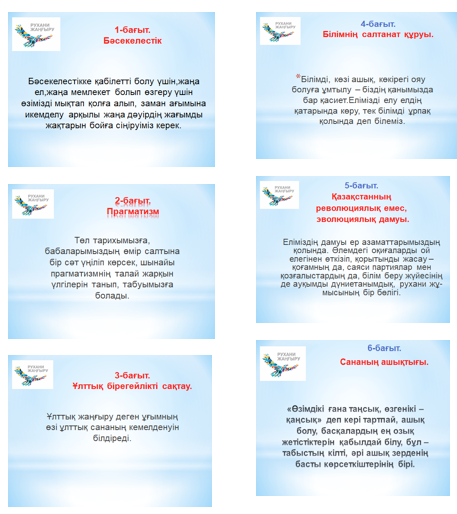 РУХАНИ
ЖАҢҒЫРУ
1-бағыт.
Бәсекелестік
Бәсекелестікке қабілетті болу үшін,жаңа
ел,жаңа мемлекет болып өзгеру үшін
өзімізді мықтап қолға алып, заман ағымына
икемделу арқылы жаңа дәуірдің жағымды
жақтарын бойға сіңіруіміз керек.
РУХАНИ
ЖАҢҒЫРУ
2-бағыт.
Прагматизм
Төл тарихымызға,
бабаларымыздың өмір салтына
бір сәт үңіліп көрсек, шынайы
прагматизмнің талай жарқын
үлгілерін танып, табуымызға
болады.
РУХАНИ
ЖАҢҒЫРУ
3-бағыт.
Ұлттық бірегейлікті сақтау.
Ұлттық жаңғыру деген ұғымның
өзі ұлттық сананың кемелденуін
білдіреді.
РУХАНИ
ЖАҢҒЫРУ
4-бағыт.
Білімнің салтанат құруы.
*Білімді, көзі ашық, көкірегі ояу
болуға ұмтылу – біздің қанымызда
бар қасиет.Елімізді елу елдің
қатарында көру, тек білімді ұрпақ
қолында деп білеміз.
РУХАНИ
ЖАҢҒЫРУ
5-бағыт.
Қазақстанның
революциялық емес,
эволюциялық дамуы.
Еліміздің дамуы ер азаматтарымыздың
қолында. Әлемдегі оқиғаларды ой
елегінен өткізіп, қорытынды жасау –
қоғамның да, саяси партиялар мен
қозғалыстардың да, білім беру жүйесінің
де ауқымды дүниетанымдық, рухани жұ-
мысының бір бөлігі.
РУХАНИ
ЖАҢҒЫРУ
6-бағыт.
Сананың ашықтығы.
«Өзімдікі ғана таңсық, өзгенікі –
қаңсық» деп кері тартпай, ашық
болу, басқалардың ең озық
жетістіктерін қабылдай білу, бұл –
табыстың кілті, әрі ашық зерденің
басты көрсеткіштерінің бірі.